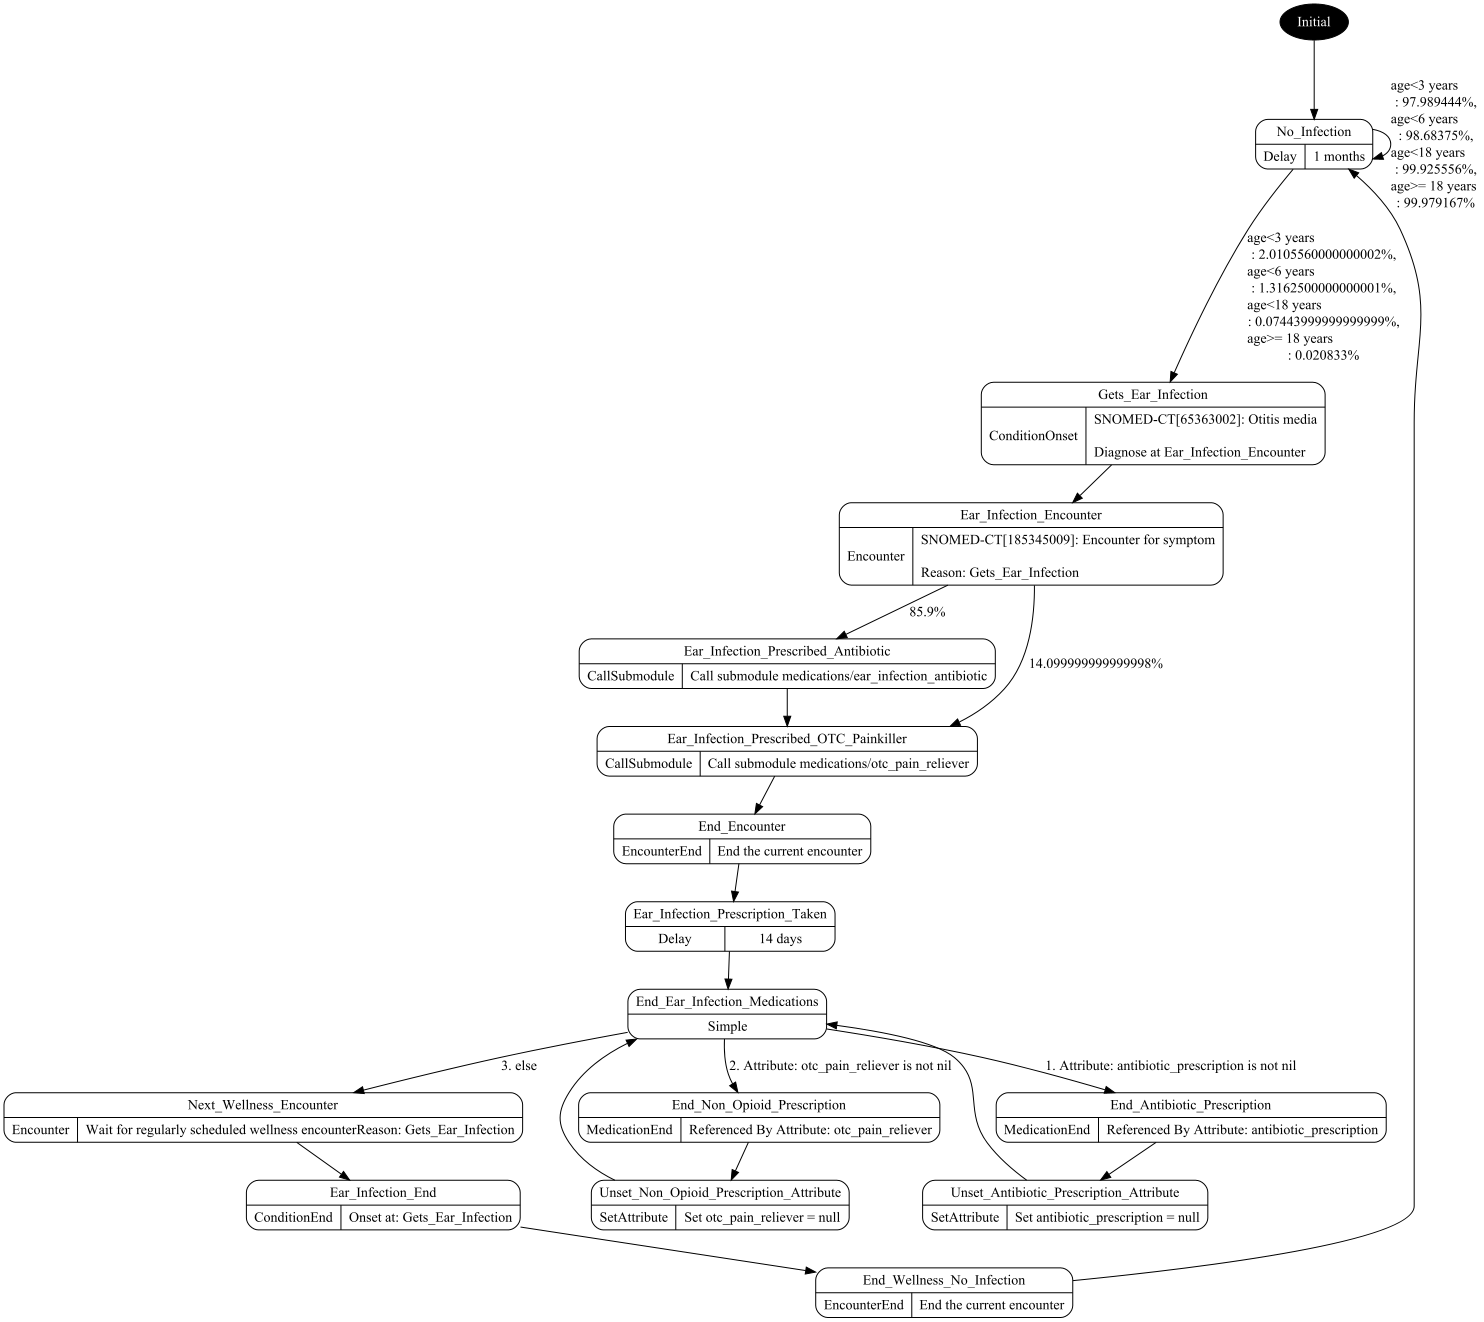 Initial
age<3 years
: 97.989444%,
age<6 years
: 98.68375%,
age<18 years
: 99.925556%,
age>= 18 years
: 99.979167%
No_Infection
Delay 1 months
age<3 years
: 2.0105560000000002%,
age<6 years
: 1.3162500000000001%,
age<18 years
: 0.07443999999999999%,
age>= 18 years
: 0.020833%
Gets_Ear_Infection
ConditionOnset
SNOMED-CT[65363002]: Otitis media
Diagnose at Ear_Infection_Encounter
Ear_Infection_Encounter
Encounter
SNOMED-CT[185345009]: Encounter for symptom
Reason: Gets_Ear_Infection
85.9%
14.099999999999998%
Ear_Infection_Prescribed_Antibiotic
CallSubmodule Call submodule medications/ear_infection_antibiotic
Ear_Infection_Prescribed_OTC_Painkiller
CallSubmodule Call submodule medications/otc_pain_reliever
End_Encounter
EncounterEnd End the current encounter
Ear_Infection_Prescription_Taken
Delay 14 days
End_Ear_Infection_Medications
Simple
3. else
2. Attribute: otc_pain_reliever is not nil
1. Attribute: antibiotic_prescription is not nil
Next_Wellness_Encounter
Encounter Wait for regularly scheduled wellness encounterReason: Gets_Ear_Infection
End_Non_Opioid_Prescription
MedicationEnd Referenced By Attribute: otc_pain_reliever
End_Antibiotic_Prescription
MedicationEnd Referenced By Attribute: antibiotic_prescription
Ear_Infection_End
ConditionEnd Onset at: Gets_Ear_Infection
Unset_Non_Opioid_Prescription_Attribute
SetAttribute Set otc_pain_reliever = null
Unset_Antibiotic_Prescription_Attribute
SetAttribute Set antibiotic_prescription = null
End_Wellness_No_Infection
EncounterEnd End the current encounter